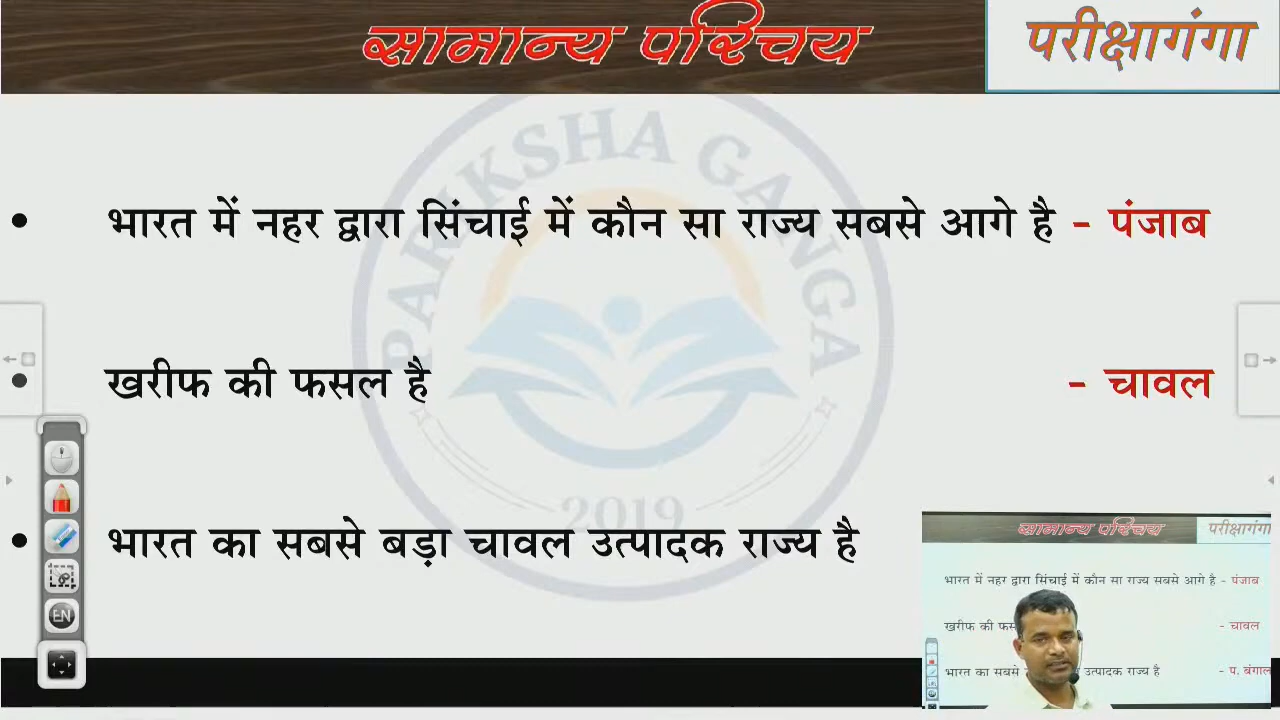 सामान्य परिचय
परीक्षागंगा
PARIKSHA GANGA
• भारत में नहर द्वारा सिंचाई में कौन सा राज्य सबसे आगे है - पंजाब
• खरीफ की फसल है - चावल
• भारत का सबसे बड़ा चावल उत्पादक राज्य है
2019
EN
सामान्य परिचय
परीक्षागंगा
भारत में नहर द्वारा सिंचाई में कौन सा राज्य सबसे आगे है - पंजाब
खरीफ की फस - चावल
भारत का सबसे उत्पादक राज्य है - प. बंगाल